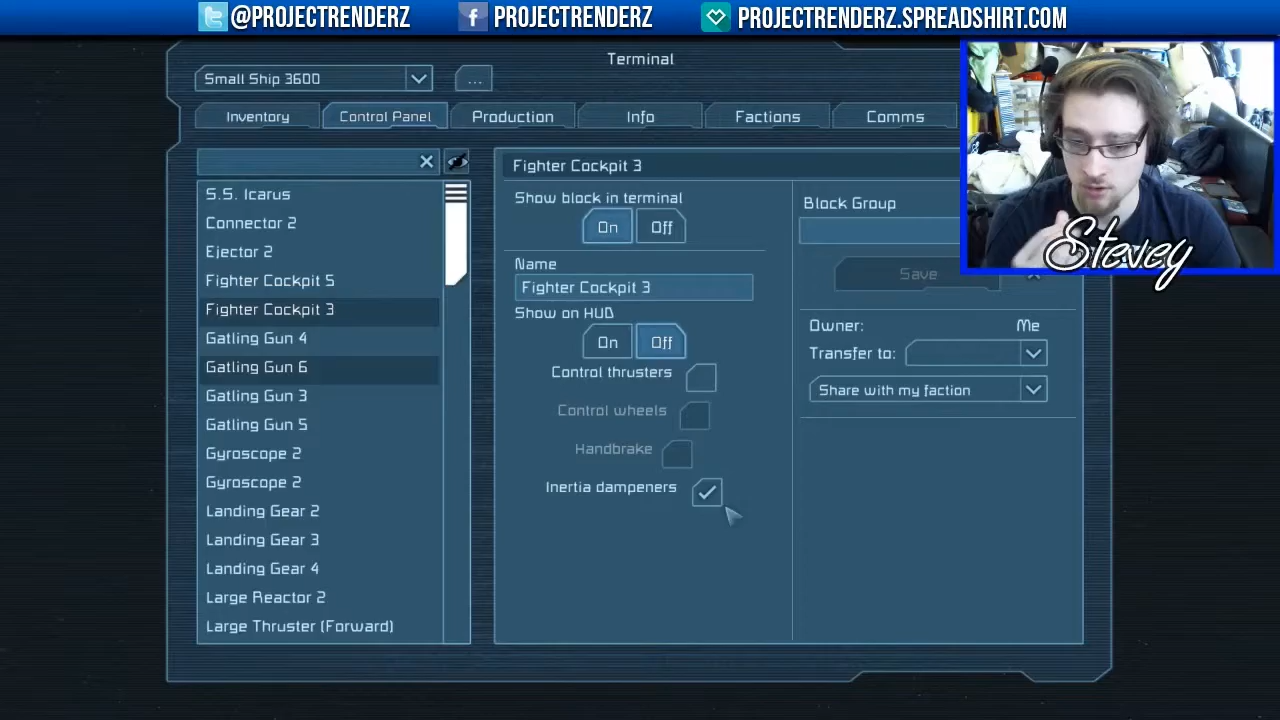 @PROJECTRENDERZ
PROJECTRENDERZ
PROJECTRENDERZ.SPREADSHIRT.COM
Terminal
Small Ship 3600
...
Inventory
Control Panel
Production
Info
Factions
Comms
S.S. Icarus
Connector 2
Ejector 2
Fighter Cockpit 5
Fighter Cockpit 3
Gatling Gun 4
Gatling Gun 6
Gatling Gun 3
Gatling Gun 5
Gyroscope 2
Gyroscope 2
Landing Gear 2
Landing Gear 3
Landing Gear 4
Large Reactor 2
Large Thruster (Forward)
Fighter Cockpit 3
Show block in terminal
On Off
Name
Fighter Cockpit 3
Show on HUD
On Off
Control thrusters
Control wheels
Handbrake
Inertia dampeners
Block Group
Save
Owner: Me
Transfer to:
Share with my faction
Stevey